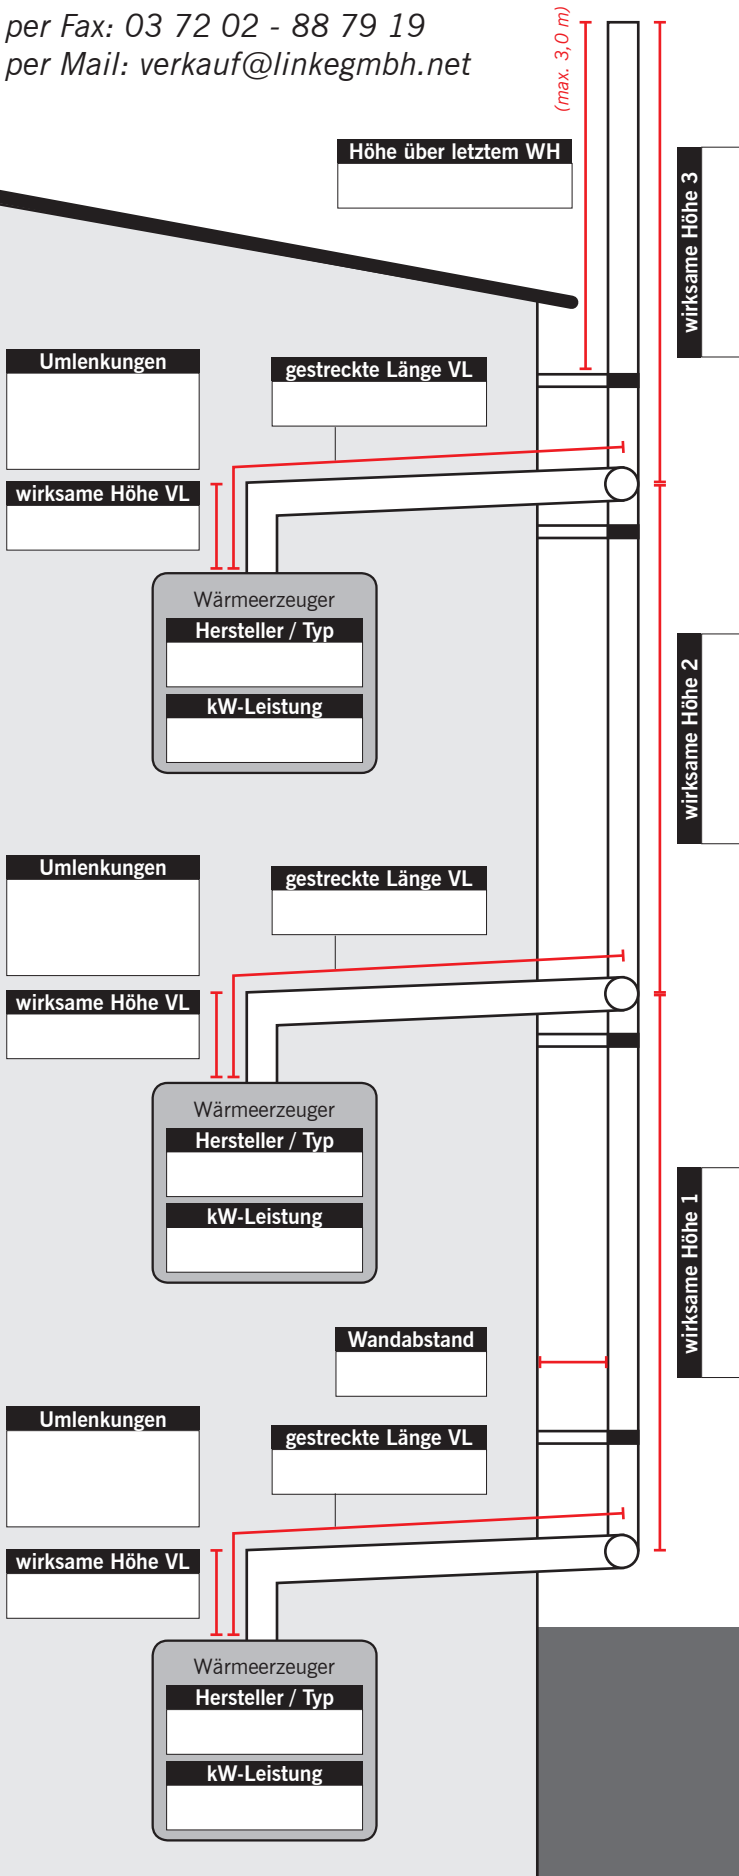 per Fax: 03 72 02 - 88 79 19
per Mail: verkauf@linkegmbh.net
(max. 3,0 m)
Höhe über letztem WH
wirksame Höhe 3
Umlenkungen
gestreckte Länge VL
wirksame Höhe VL
Wärmeerzeuger
Hersteller / Typ
kW-Leistung
wirksame Höhe 2
Umlenkungen
gestreckte Länge VL
wirksame Höhe VL
Wärmeerzeuger
Hersteller / Typ
kW-Leistung
wirksame Höhe 1
Wandabstand
Umlenkungen
gestreckte Länge VL
wirksame Höhe VL
Wärmeerzeuger
Hersteller / Typ
kW-Leistung